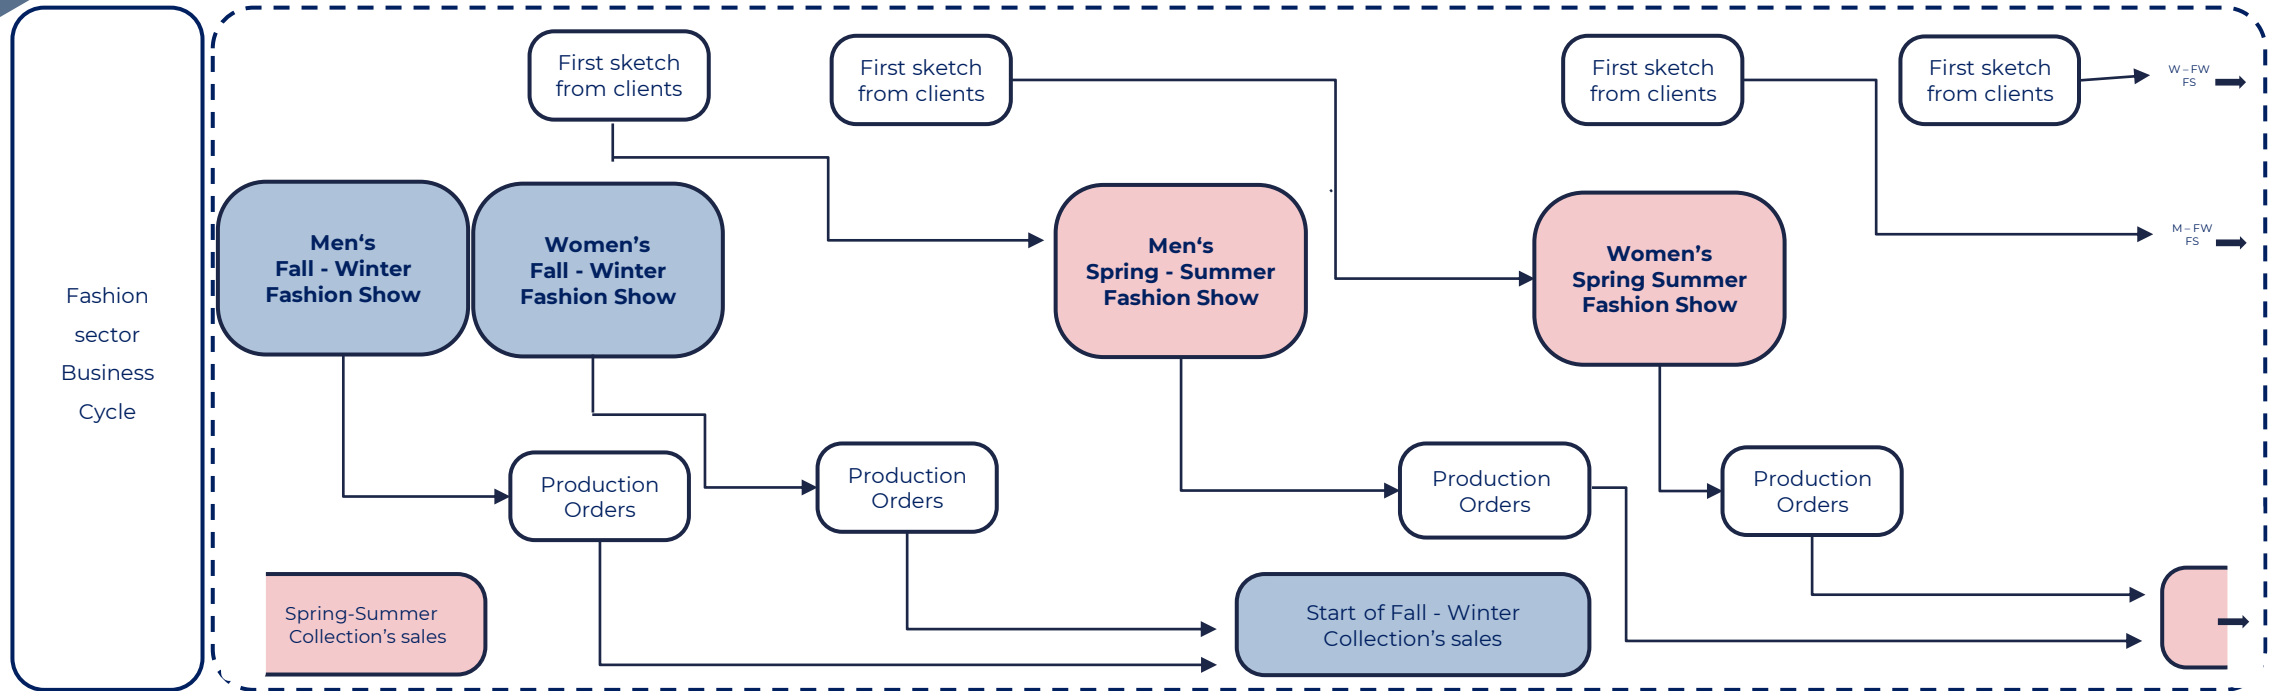 Fashion
sector
Business
Cycle
First sketch
from clients
First sketch
from clients
First sketch
from clients
First sketch
from clients
W – FW
FS
Men‘s
Fall - Winter
Fashion Show
Women’s
Fall - Winter
Fashion Show
Men‘s
Spring - Summer
Fashion Show
Women’s
Spring Summer
Fashion Show
M – FW
FS
Production
Orders
Production
Orders
Production
Orders
Production
Orders
Spring-Summer
Collection’s sales
Start of Fall - Winter
Collection’s sales